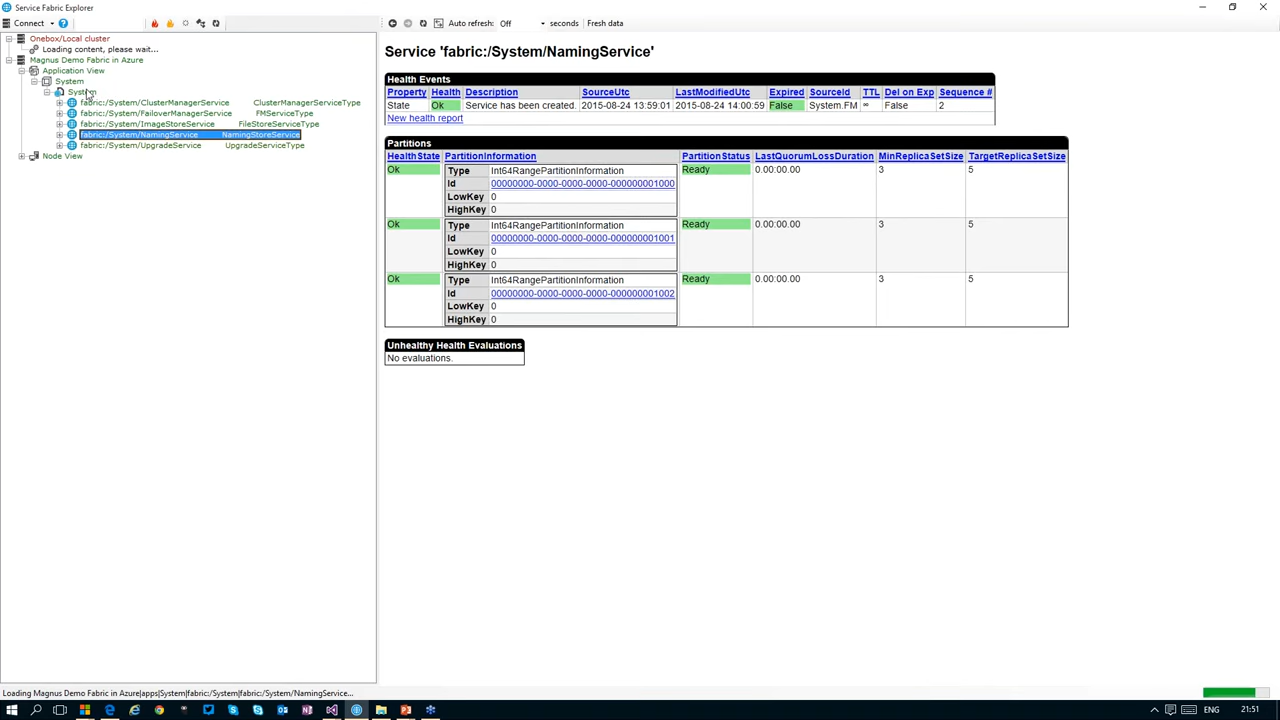 Service Fabric Explorer
Connect
Auto refresh: Off seconds Fresh data
Onebox/Local cluster
Loading content, please wait...
Magnus Demo Fabric in Azure
Application View
System
System
fabric:/System/ClusterManagerService ClusterManagerServiceType
fabric:/System/FailoverManagerService FMServiceType
fabric:/System/ImageStoreService FileStoreServiceType
fabric:/System/NamingService NamingStoreService
fabric:/System/UpgradeService UpgradeServiceType
Node View
Service 'fabric:/System/NamingService'
Health Events
Property Health Description SourceUtc LastModifiedUtc Expired SourceId TTL Del on Exp Sequence #
State Ok Service has been created. 2015-08-24 13:59:01 2015-08-24 14:00:59 False System.FM ∞ False 2
New health report
Partitions
HealthState PartitionInformation PartitionStatus LastQuorumLossDuration MinReplicaSetSize TargetReplicaSetSize
Ok Type Int64RangePartitionInformation Ready 0.00:00.00 3 5
Id 00000000-0000-0000-0000-000000001000
LowKey 0
HighKey 0
Ok Type Int64RangePartitionInformation Ready 0.00:00.00 3 5
Id 00000000-0000-0000-0000-000000001001
LowKey 0
HighKey 0
Ok Type Int64RangePartitionInformation Ready 0.00:00.00 3 5
Id 00000000-0000-0000-0000-000000001002
LowKey 0
HighKey 0
Unhealthy Health Evaluations
No evaluations.
Loading Magnus Demo Fabric in Azure|apps|System|fabric:/System|fabric:/System/NamingService...
ENG 21:51